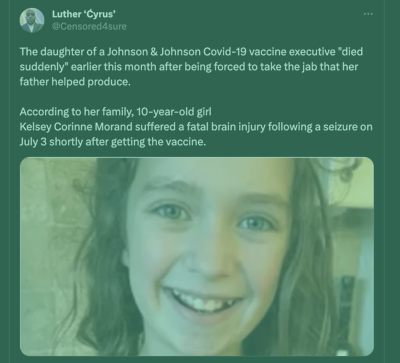 Luther ‘Ćyrus’
@Censored4sure
The daughter of a Johnson & Johnson Covid-19 vaccine executive "died
suddenly" earlier this month after being forced to take the jab that her
father helped produce.
According to her family, 10-year-old girl
Kelsey Corinne Morand suffered a fatal brain injury following a seizure on
July 3 shortly after getting the vaccine.